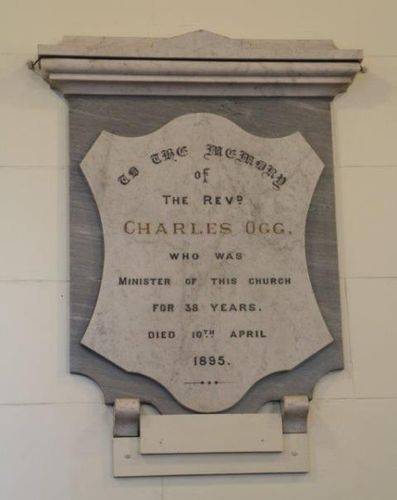 TO THE MEMORY
of
THE REVD
CHARLES OGG.
WHO WAS
MINISTER OF THIS CHURCH
FOR 38 YEARS.
DIED 10TH APRIL
1895.